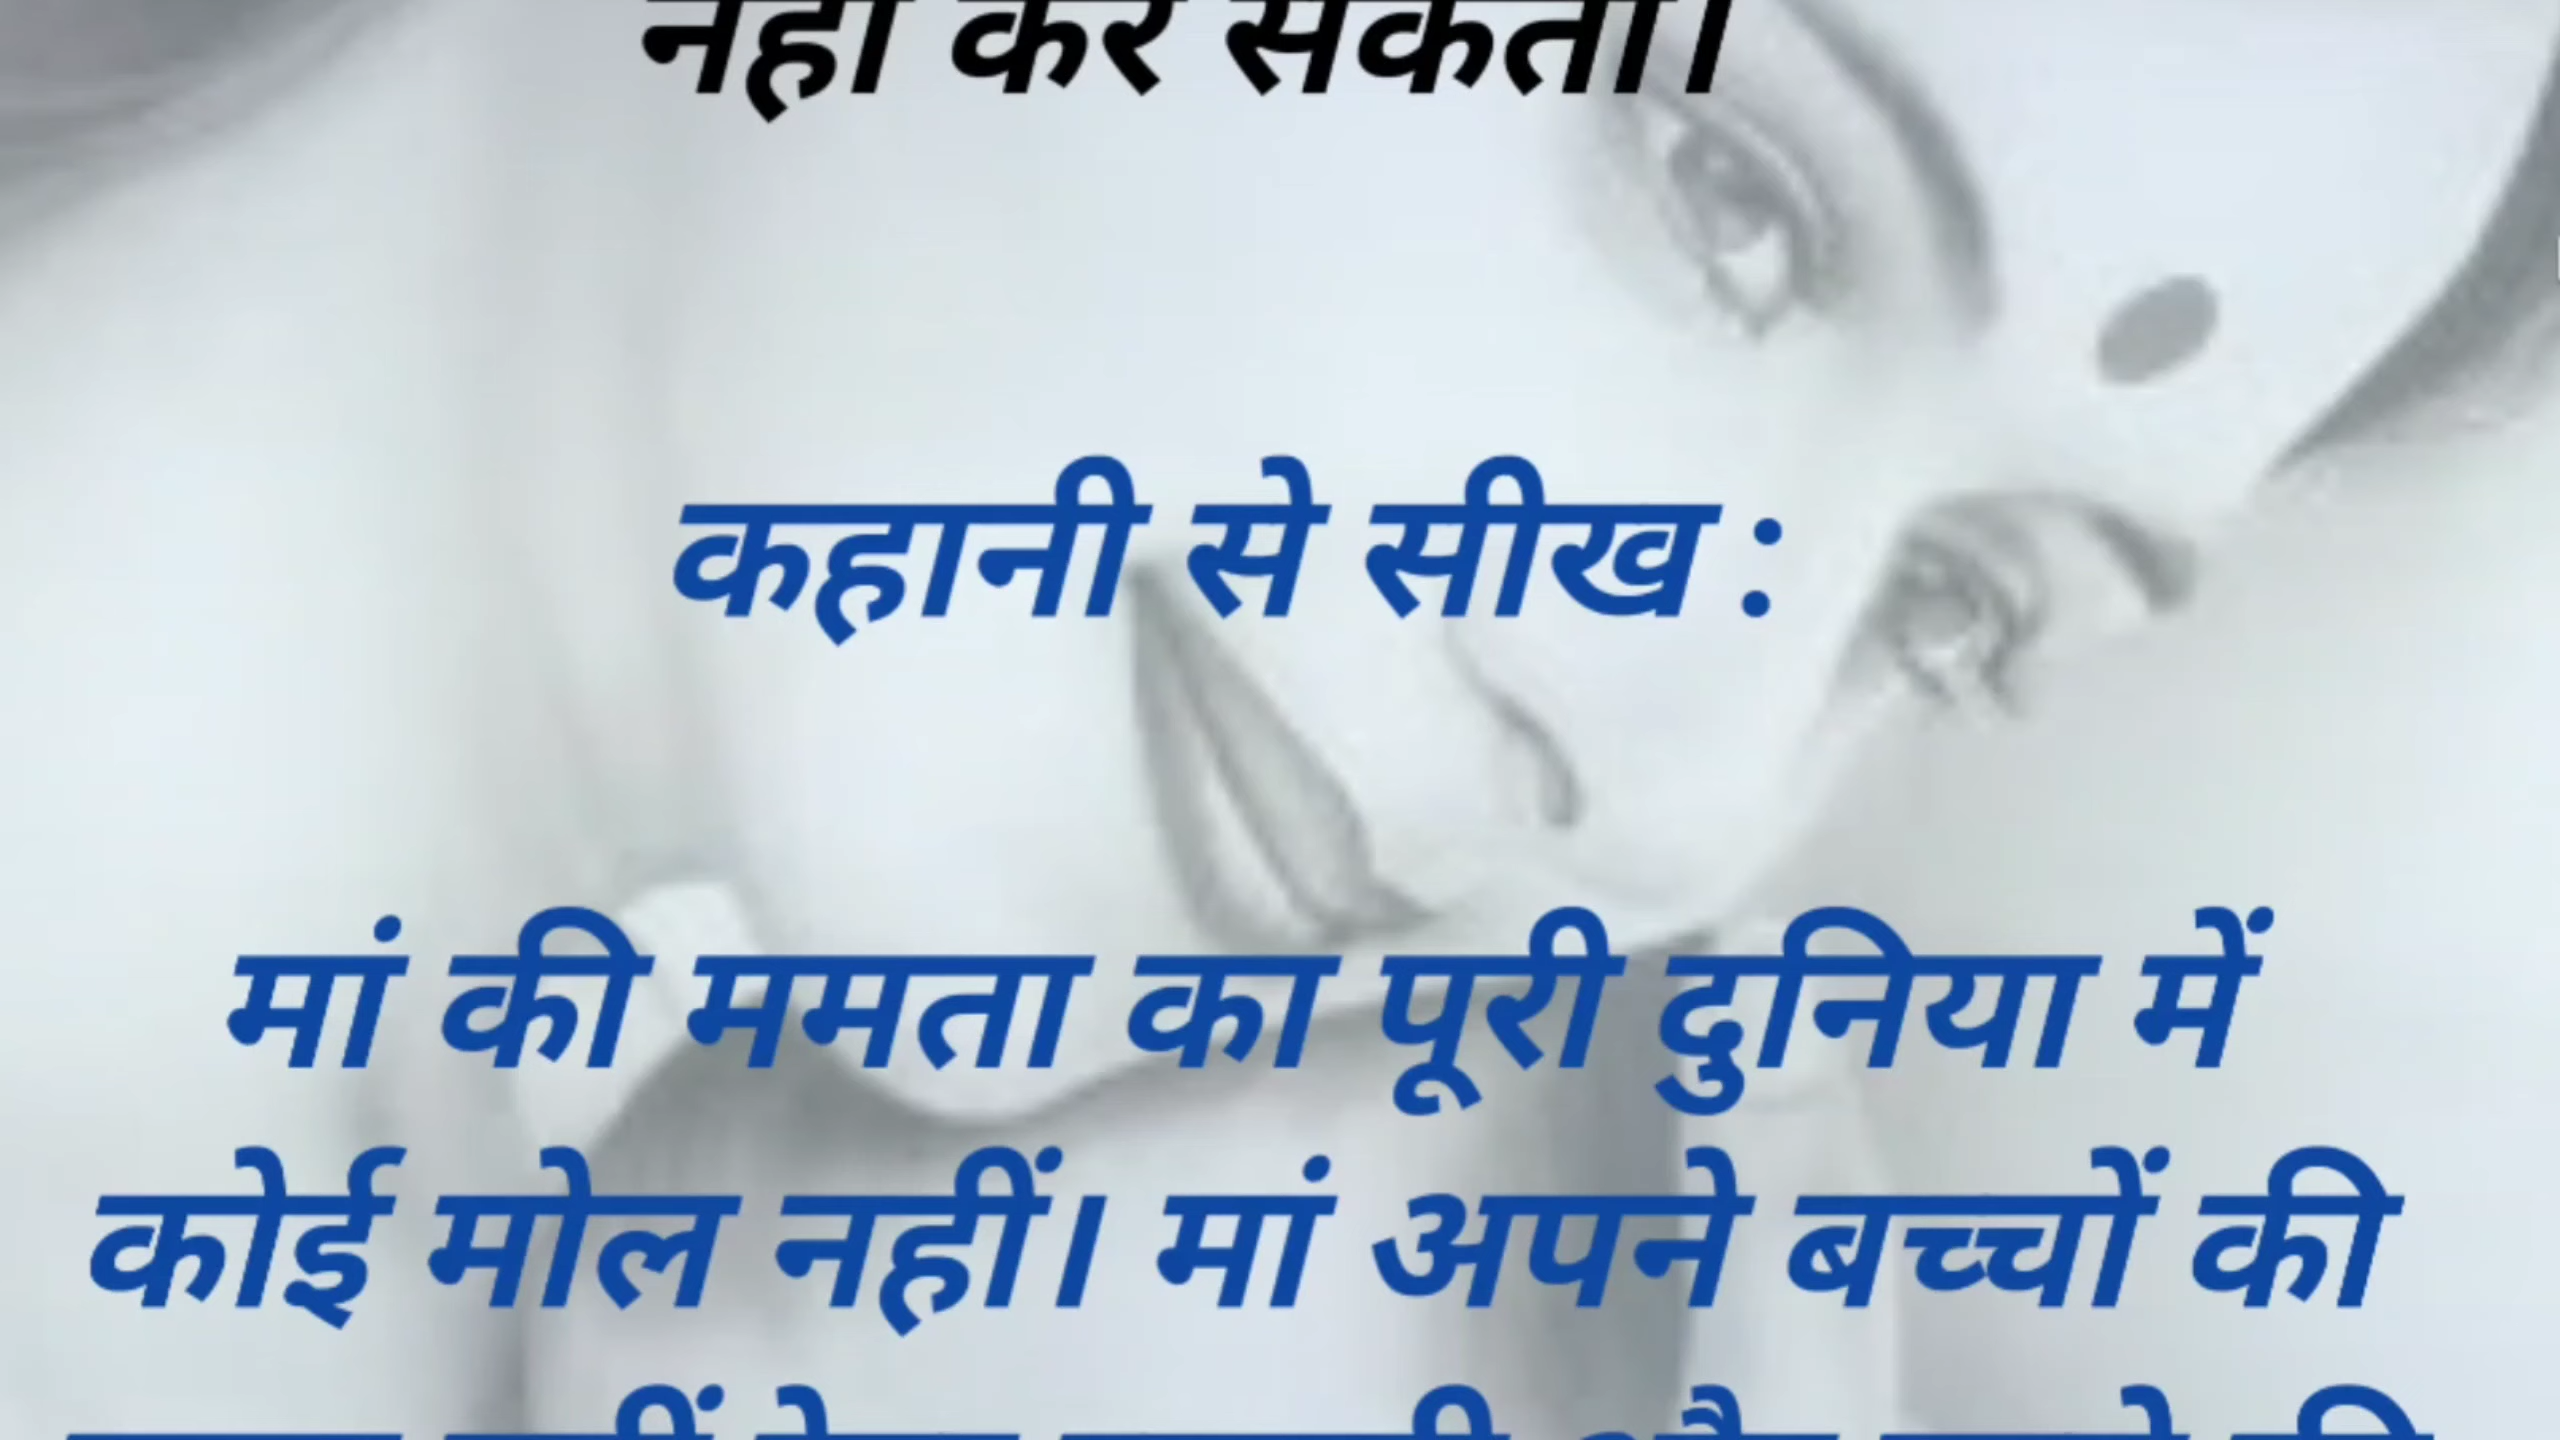 नहीं कर सकता।
कहानी से सीख :
मां की ममता का पूरी दुनिया में
कोई मोल नहीं। मां अपने बच्चों की